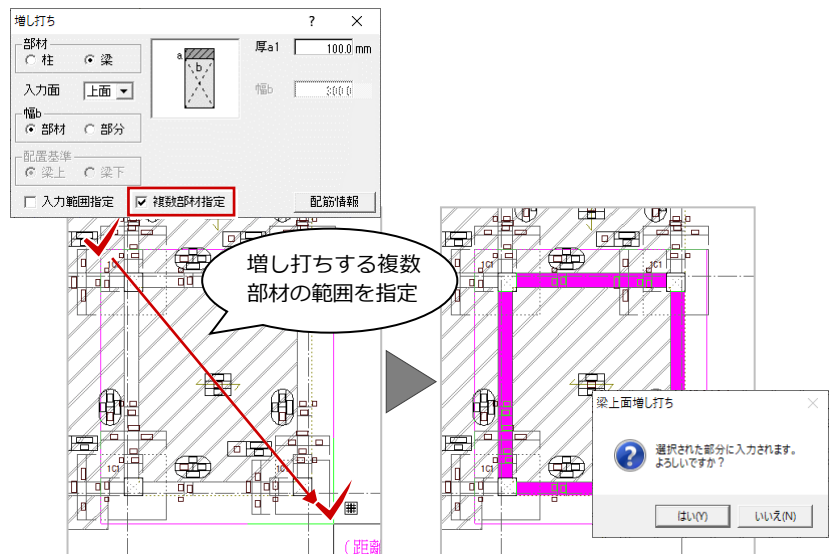 増し打ち
部材
柱
梁
入力面
上面
幅b
部材
部分
配置基準
梁上
梁下
入力範囲指定
複数部材指定
a
b
厚a1
100.0 mm
幅b
300.0
配筋情報
増し打ちする複数
部材の範囲を指定
1C1
1C1
(距離
1C1
1C1
1C1
梁上面増し打ち
選択された部分に入力されます。
よろしいですか？
はい(Y)
いいえ(N)